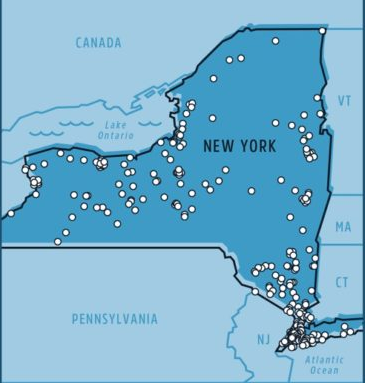 CANADA
VT
Lake
Ontario
NEW YORK
MA
CT
PENNSYLVANIA
NJ
Atlantic
Ocean